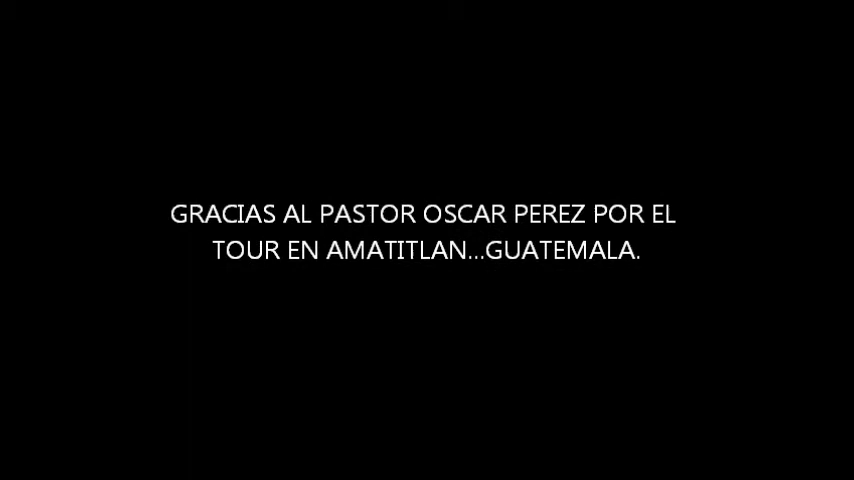 GRACIAS AL PASTOR OSCAR PEREZ POR EL
TOUR EN AMATITLAN...GUATEMALA.